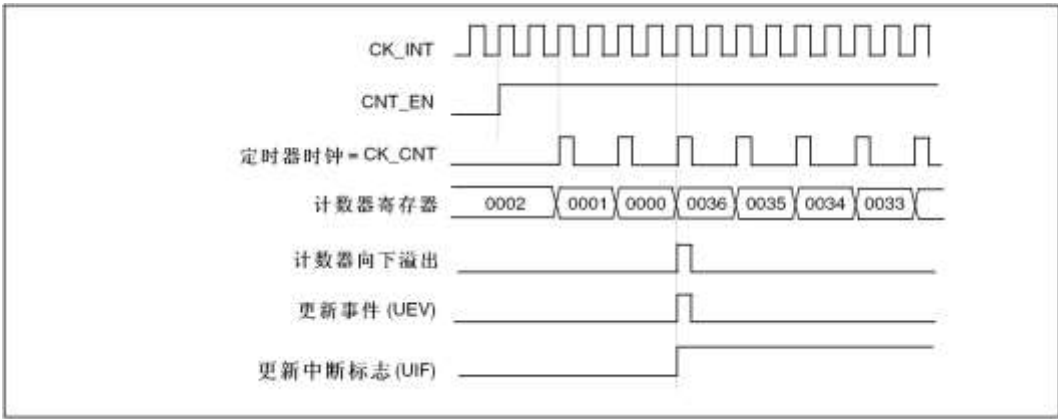 CK_INT
CNT_EN
定时器时钟 = CK_CNT
计数器寄存器 0002 0001 0000 0036 0035 0034 0033
计数器向下溢出
更新事件 (UEV)
更新中断标志 (UIF)